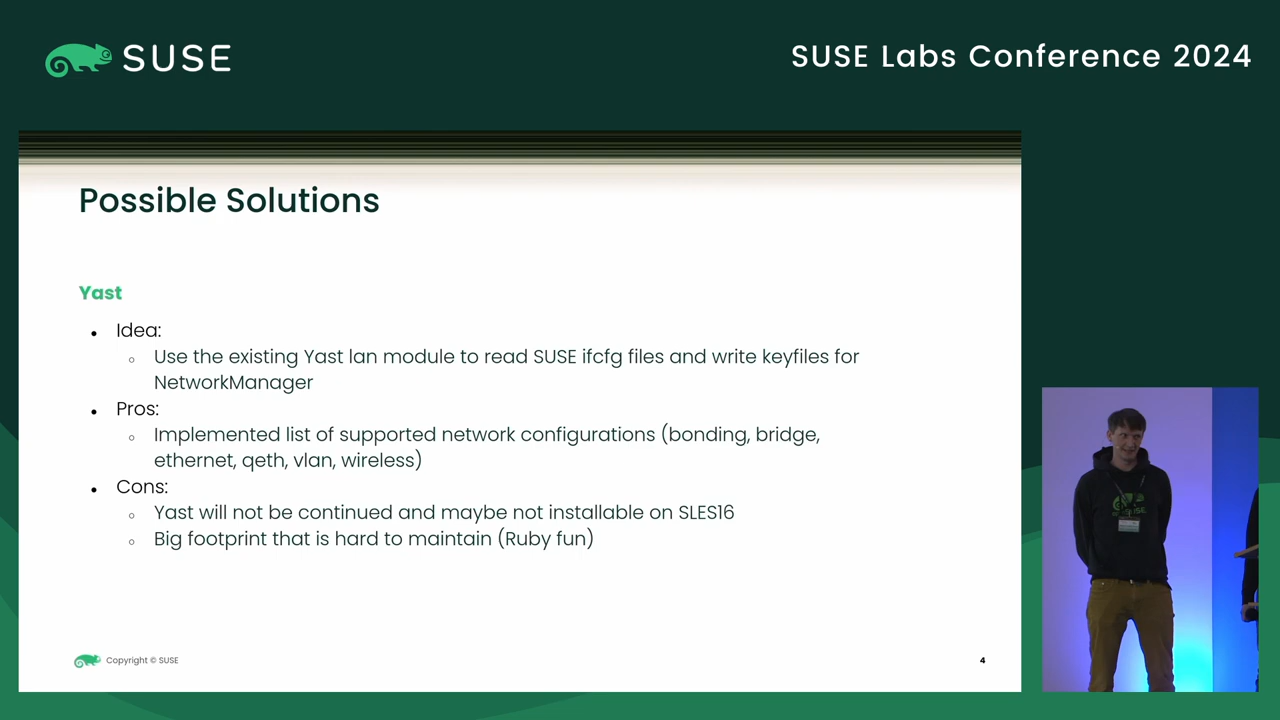 SUSE
SUSE Labs Conference 2024
Possible Solutions
Yast
• Idea:
○ Use the existing Yast lan module to read SUSE ifcfg files and write keyfiles for
NetworkManager
• Pros:
○ Implemented list of supported network configurations (bonding, bridge,
ethernet, qeth, vlan, wireless)
• Cons:
○ Yast will not be continued and maybe not installable on SLES16
○ Big footprint that is hard to maintain (Ruby fun)
Copyright © SUSE
4